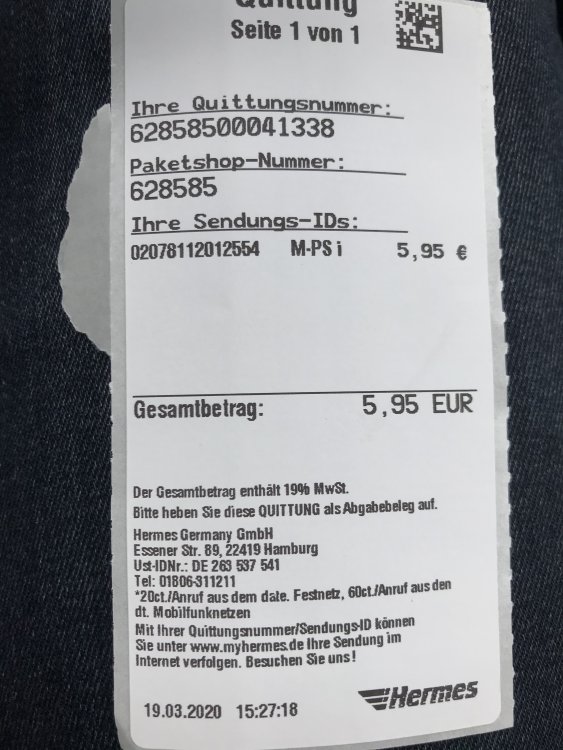 Quittung
Seite 1 von 1
Ihre Quittungsnummer:
62858500041338
Paketshop-Nummer:
628585
Ihre Sendungs-IDs:
02078112012554 M-PS i 5,95 €
Gesamtbetrag: 5,95 EUR
Der Gesamtbetrag enthält 19% MwSt.
Bitte heben Sie diese QUITTUNG als Abgabebeleg auf.
Hermes Germany GmbH
Essener Str. 89, 22419 Hamburg
Ust-IDNr.: DE 263 537 541
Tel: 01806-311211
*20ct./Anruf aus dem date. Festnetz, 60ct./Anruf aus den
dt. Mobilfunknetzen
Mit Ihrer Quittungsnummer/Sendungs-ID können
Sie unter www.myhermes.de Ihre Sendung im
Internet verfolgen. Besuchen Sie uns!
Hermes
19.03.2020 15:27:18